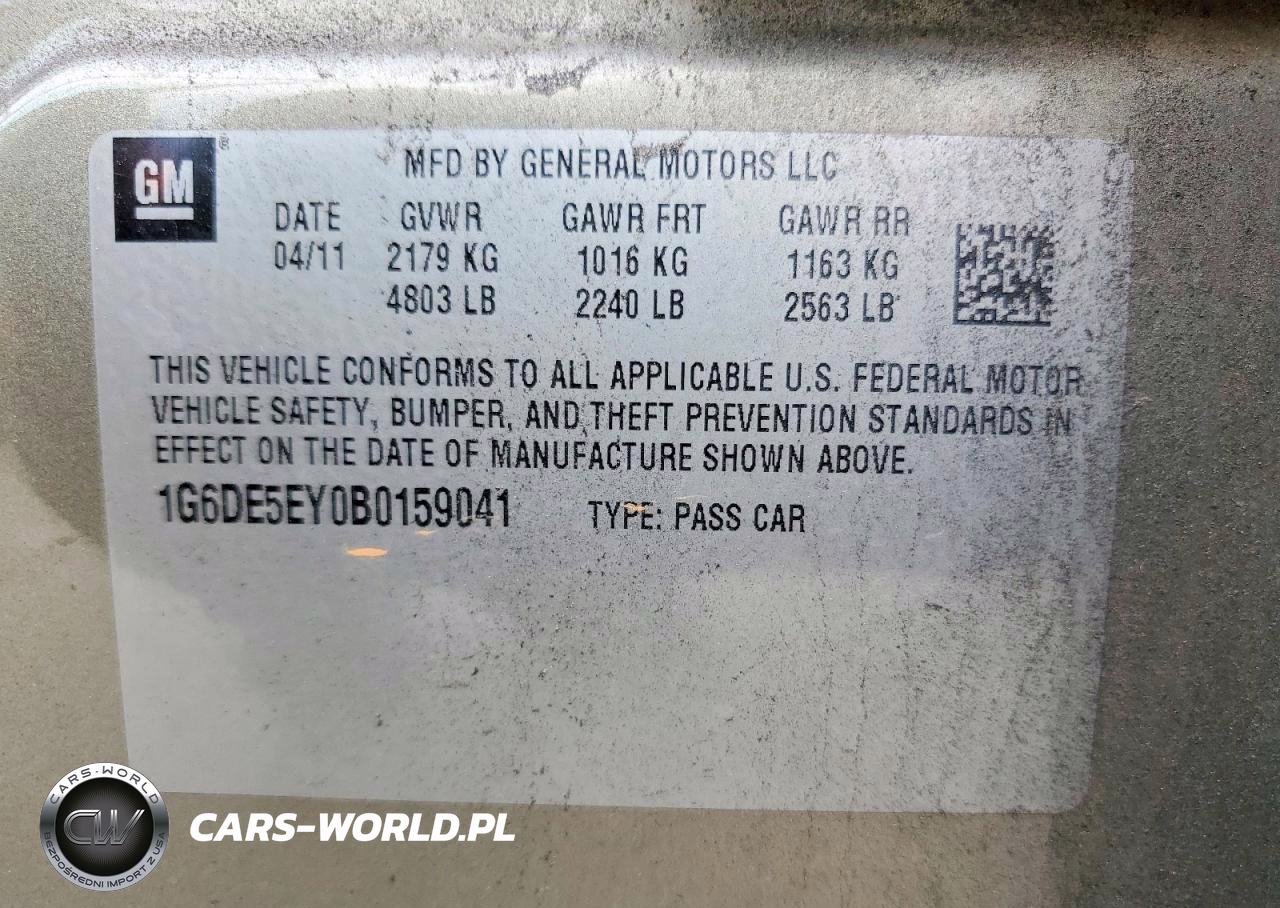 GM ®
MFD BY GENERAL MOTORS LLC
DATE GVWR GAWR FRT GAWR RR
04/11 2179 KG 1016 KG 1163 KG
4803 LB 2240 LB 2563 LB
THIS VEHICLE CONFORMS TO ALL APPLICABLE U.S. FEDERAL MOTOR
VEHICLE SAFETY, BUMPER, AND THEFT PREVENTION STANDARDS IN
EFFECT ON THE DATE OF MANUFACTURE SHOWN ABOVE.
1G6DE5EY0B0159041 TYPE: PASS CAR
CARS-WORLD
CW
BEZPOŚREDNI IMPORT Z USA
CARS-WORLD.PL